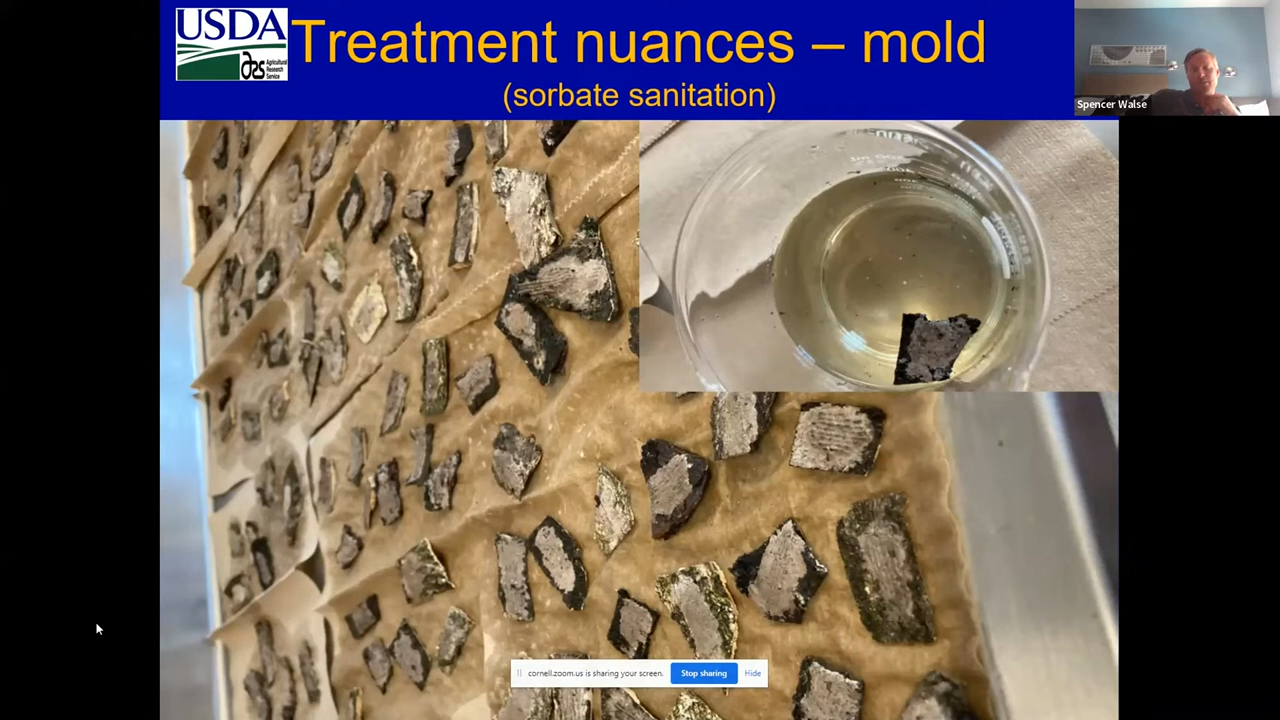 USDA
Agricultural
Research
Service
Treatment nuances – mold
(sorbate sanitation)
Spencer Walse
cornell.zoom.us is sharing your screen.
Stop sharing
Hide